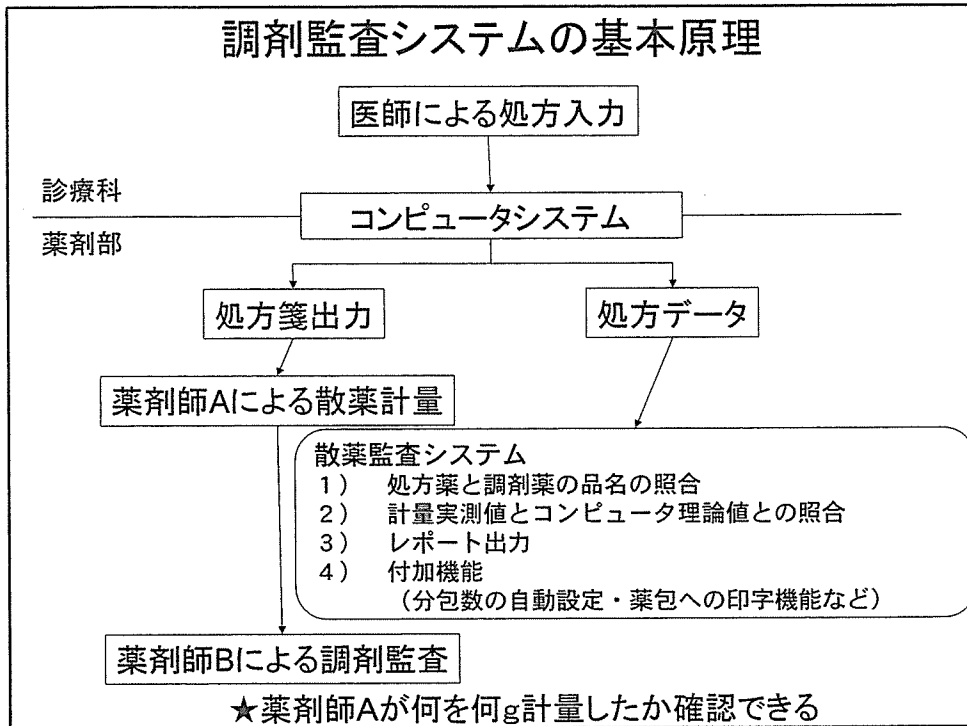 調剤監査システムの基本原理
医師による処方入力
診療科
コンピュータシステム
薬剤部
処方箋出力
処方データ
薬剤師Aによる散薬計量
散薬監査システム
1） 処方薬と調剤薬の品名の照合
2） 計量実測値とコンピュータ理論値との照合
3） レポート出力
4） 付加機能
（分包数の自動設定・薬包への印字機能など）
薬剤師Bによる調剤監査
★薬剤師Aが何を何g計量したか確認できる